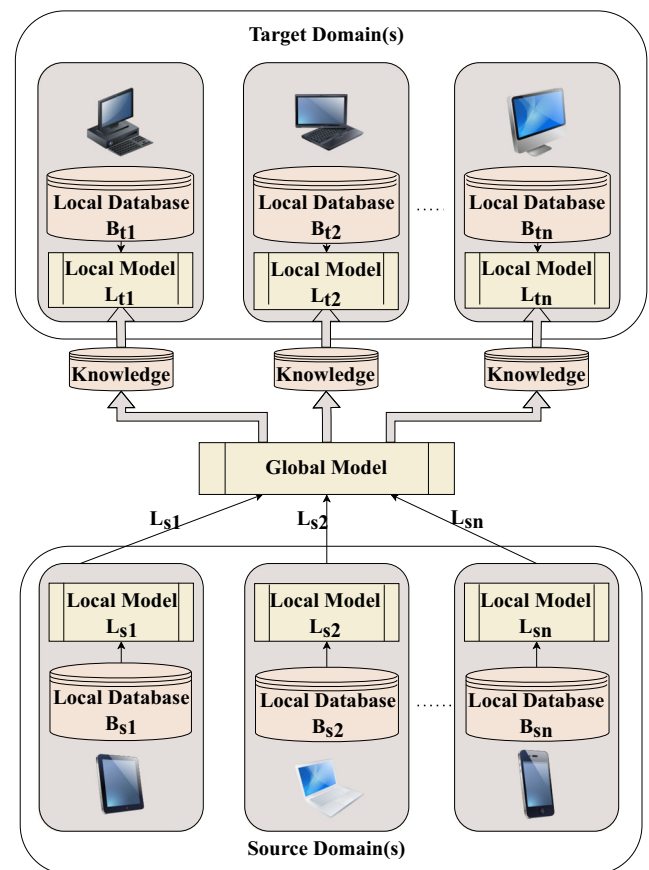 Target Domain(s)
Local Database
Bt1
Local Database
Bt2
.....
Local Database
Btn
Local Model
Lt1
Local Model
Lt2
Local Model
Ltn
Knowledge
Knowledge
Knowledge
Global Model
Ls1
Ls2
Lsn
Local Model
Ls1
Local Model
Ls2
Local Model
Lsn
Local Database
Bs1
Local Database
Bs2
......
Local Database
Bsn
Source Domain(s)